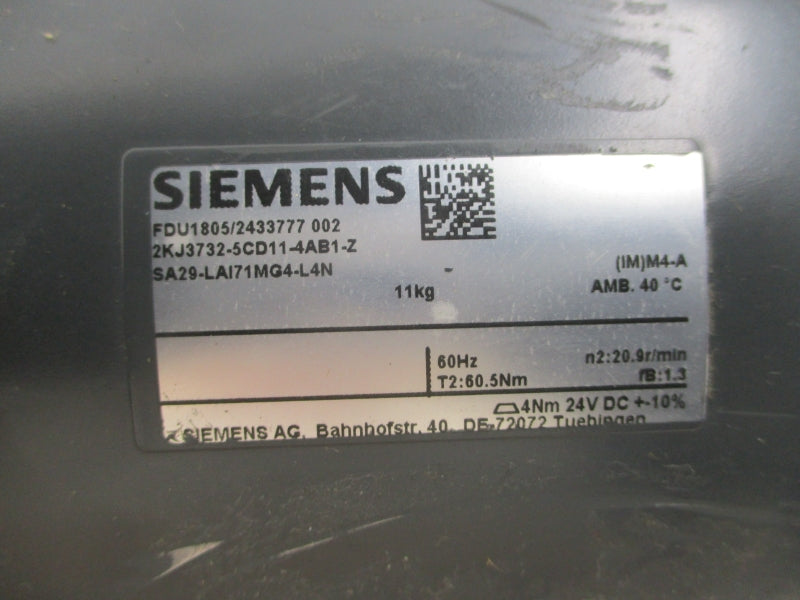 SIEMENS
FDU1805/2433777 002
2KJ3732-5CD11-4AB1-Z
SA29-LAI71MG4-L4N
(IM)M4-A
11kg
AMB. 40 °C
60Hz n2:20.9r/min
T2:60.5Nm fB:1.3
4Nm 24V DC +-10%
SIEMENS AG, Bahnhofstr. 40, DE-72072 Tuebingen